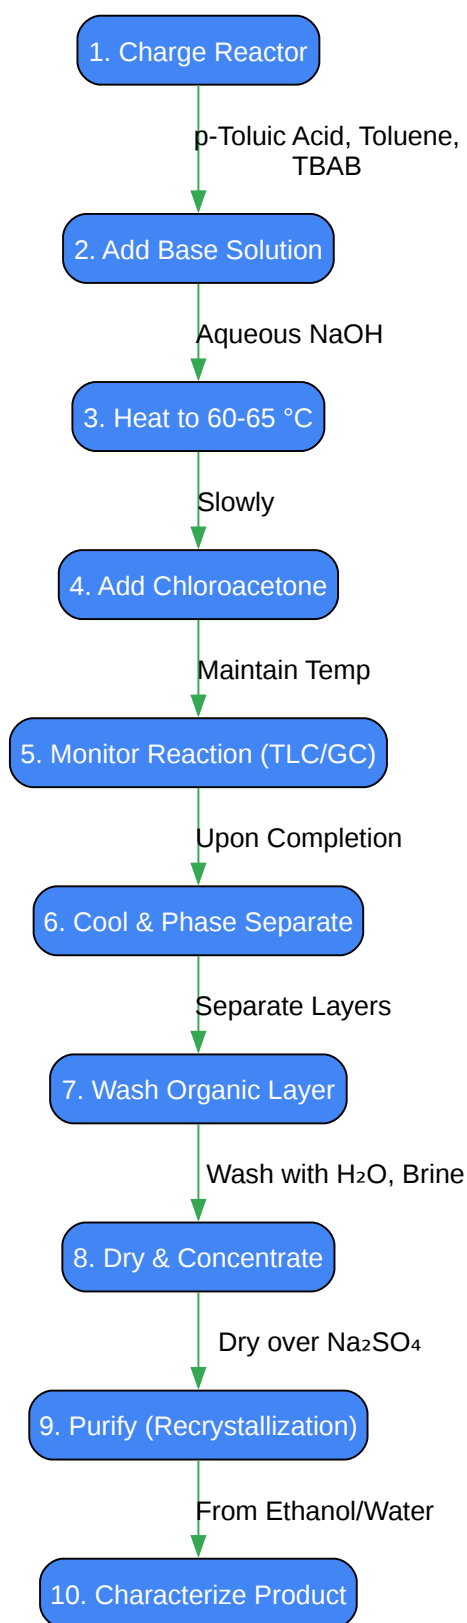 1. Charge Reactor
p-Toluic Acid, Toluene,
TBAB
2. Add Base Solution
Aqueous NaOH
3. Heat to 60-65 °C
Slowly
4. Add Chloroacetone
Maintain Temp
5. Monitor Reaction (TLC/GC)
Upon Completion
6. Cool & Phase Separate
Separate Layers
7. Wash Organic Layer
Wash with H₂O, Brine
8. Dry & Concentrate
Dry over Na₂SO₄
9. Purify (Recrystallization)
From Ethanol/Water
10. Characterize Product